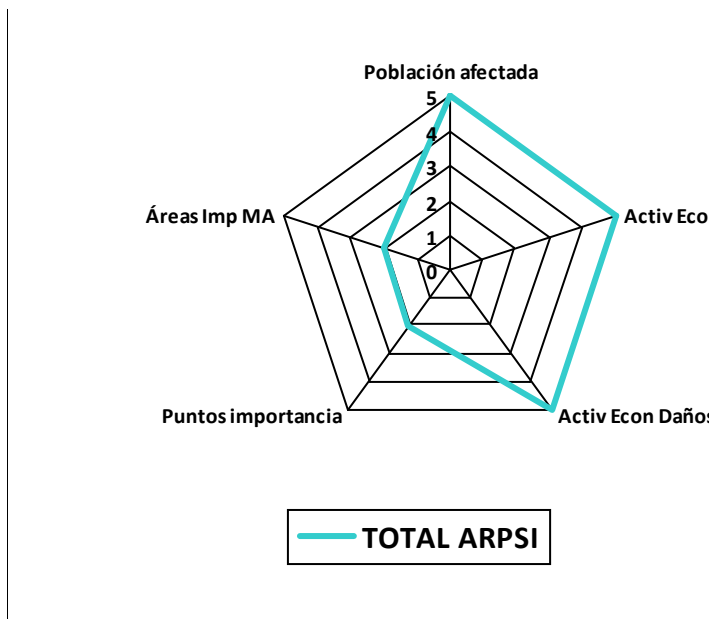 Población afectada
5
4
Áreas Imp MA
3
Activ Econ
2
1
0
Puntos importancia
Activ Econ Daños
TOTAL ARPSI